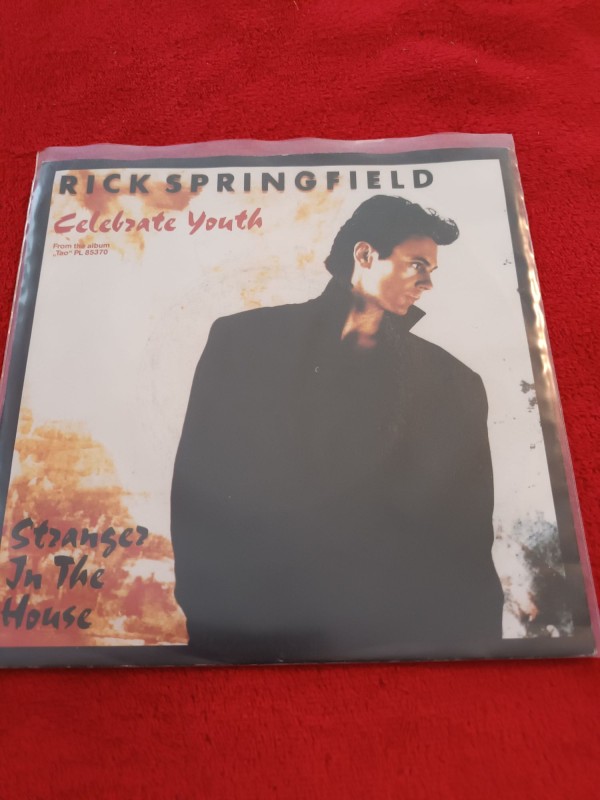 RICK SPRINGFIELD
Celebrate Youth
From the album
„Tao“ PL 85370
Stranger
In The
House